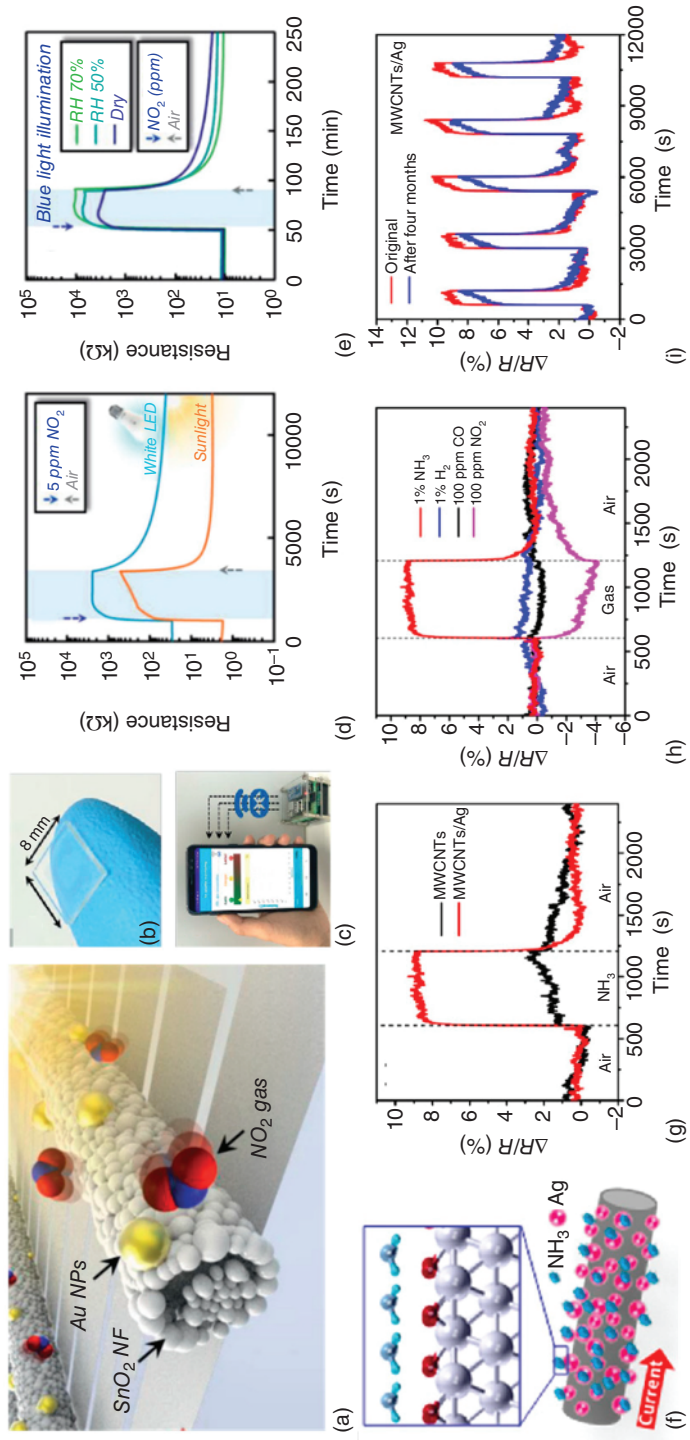 Au NPs
SnO2 NF
NO2 gas
(a)
8 mm
(b)
(c)
Resistance (kΩ)
10^5
10^4
10^3
10^2
10^1
10^0
10^−1
5 ppm NO2
Air
White LED
Sunlight
0
5000
10000
Time (s)
(d)
Resistance (kΩ)
10^5
10^4
10^3
10^2
10^1
10^0
Blue light illumination
RH 70%
RH 50%
Dry
NO2 (ppm)
Air
0
50
100
150
200
250
Time (min)
(e)
NH3
Ag
Current
(f)
ΔR/R (%)
10
8
6
4
2
0
−2
MWCNTs
MWCNTs/Ag
Air
NH3
Air
0
500
1000
1500
2000
Time (s)
(g)
ΔR/R (%)
10
8
6
4
2
0
−2
−4
−6
1% NH3
1% H2
100 ppm CO
100 ppm NO2
Air
Gas
Air
0
500
1000
1500
2000
Time (s)
(h)
ΔR/R (%)
14
12
10
8
6
4
2
0
−2
Original
After four months
MWCNTs/Ag
0
3000
6000
9000
12000
Time (s)
(i)